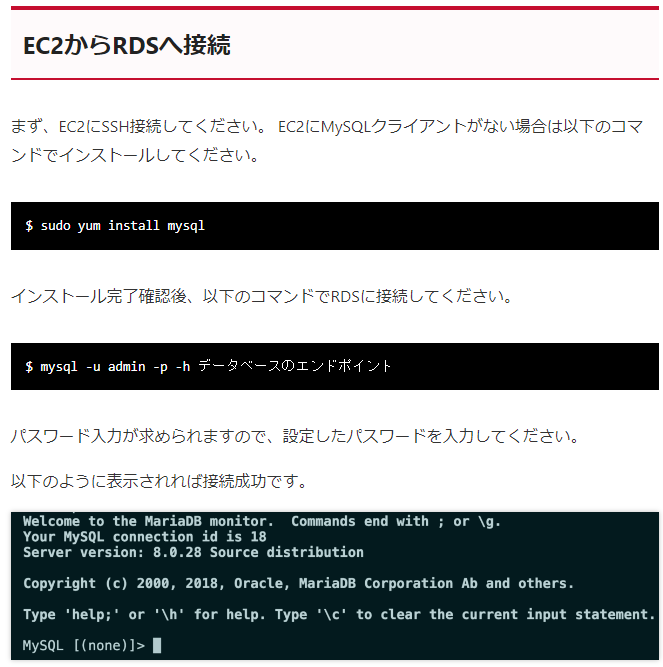 EC2からRDSへ接続
まず、EC2にSSH接続してください。 EC2にMySQLクライアントがない場合は以下のコマ
ンドでインストールしてください。
$ sudo yum install mysql
インストール完了確認後、以下のコマンドでRDSに接続してください。
$ mysql -u admin -p -h データベースのエンドポイント
パスワード入力が求められますので、設定したパスワードを入力してください。
以下のように表示されれば接続成功です。
Welcome to the MariaDB monitor.  Commands end with ; or \g.
Your MySQL connection id is 18
Server version: 8.0.28 Source distribution
Copyright (c) 2000, 2018, Oracle, MariaDB Corporation Ab and others.
Type 'help;' or '\h' for help. Type '\c' to clear the current input statement.
MySQL [(none)]>